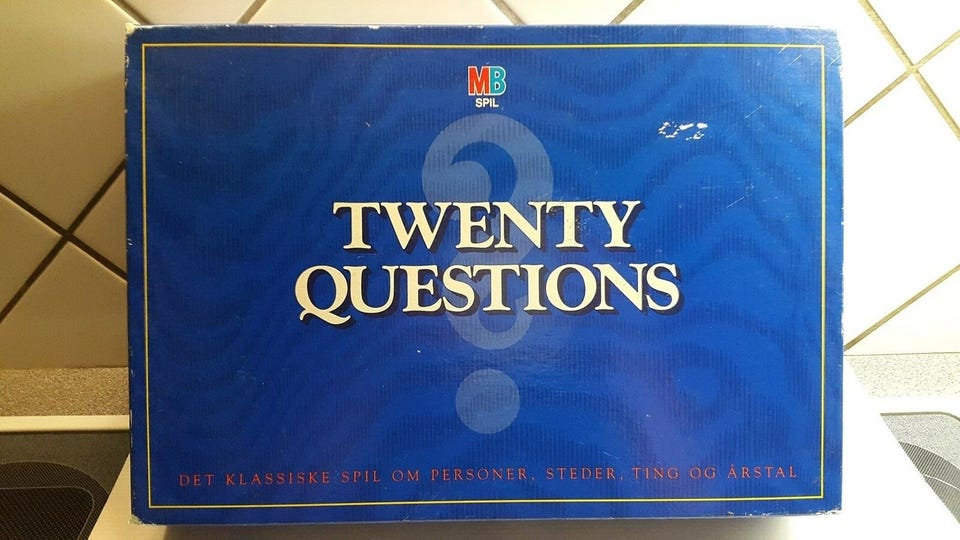 MB
SPIL
TWENTY
QUESTIONS
DET KLASSISKE SPIL OM PERSONER, STEDER, TING OG ÅRSTAL